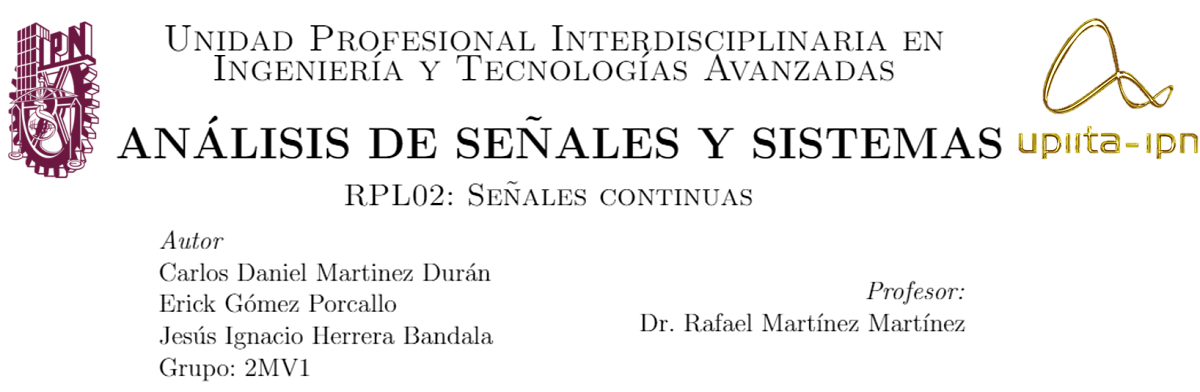 IPN
UNIDAD PROFESIONAL INTERDISCIPLINARIA EN
INGENIERÍA Y TECNOLOGÍAS AVANZADAS
ANÁLISIS DE SEÑALES Y SISTEMAS
upiita-ipn
RPL02: SEÑALES CONTINUAS
Autor
Carlos Daniel Martinez Durán
Erick Gómez Porcallo
Jesús Ignacio Herrera Bandala
Grupo: 2MV1
Profesor:
Dr. Rafael Martínez Martínez